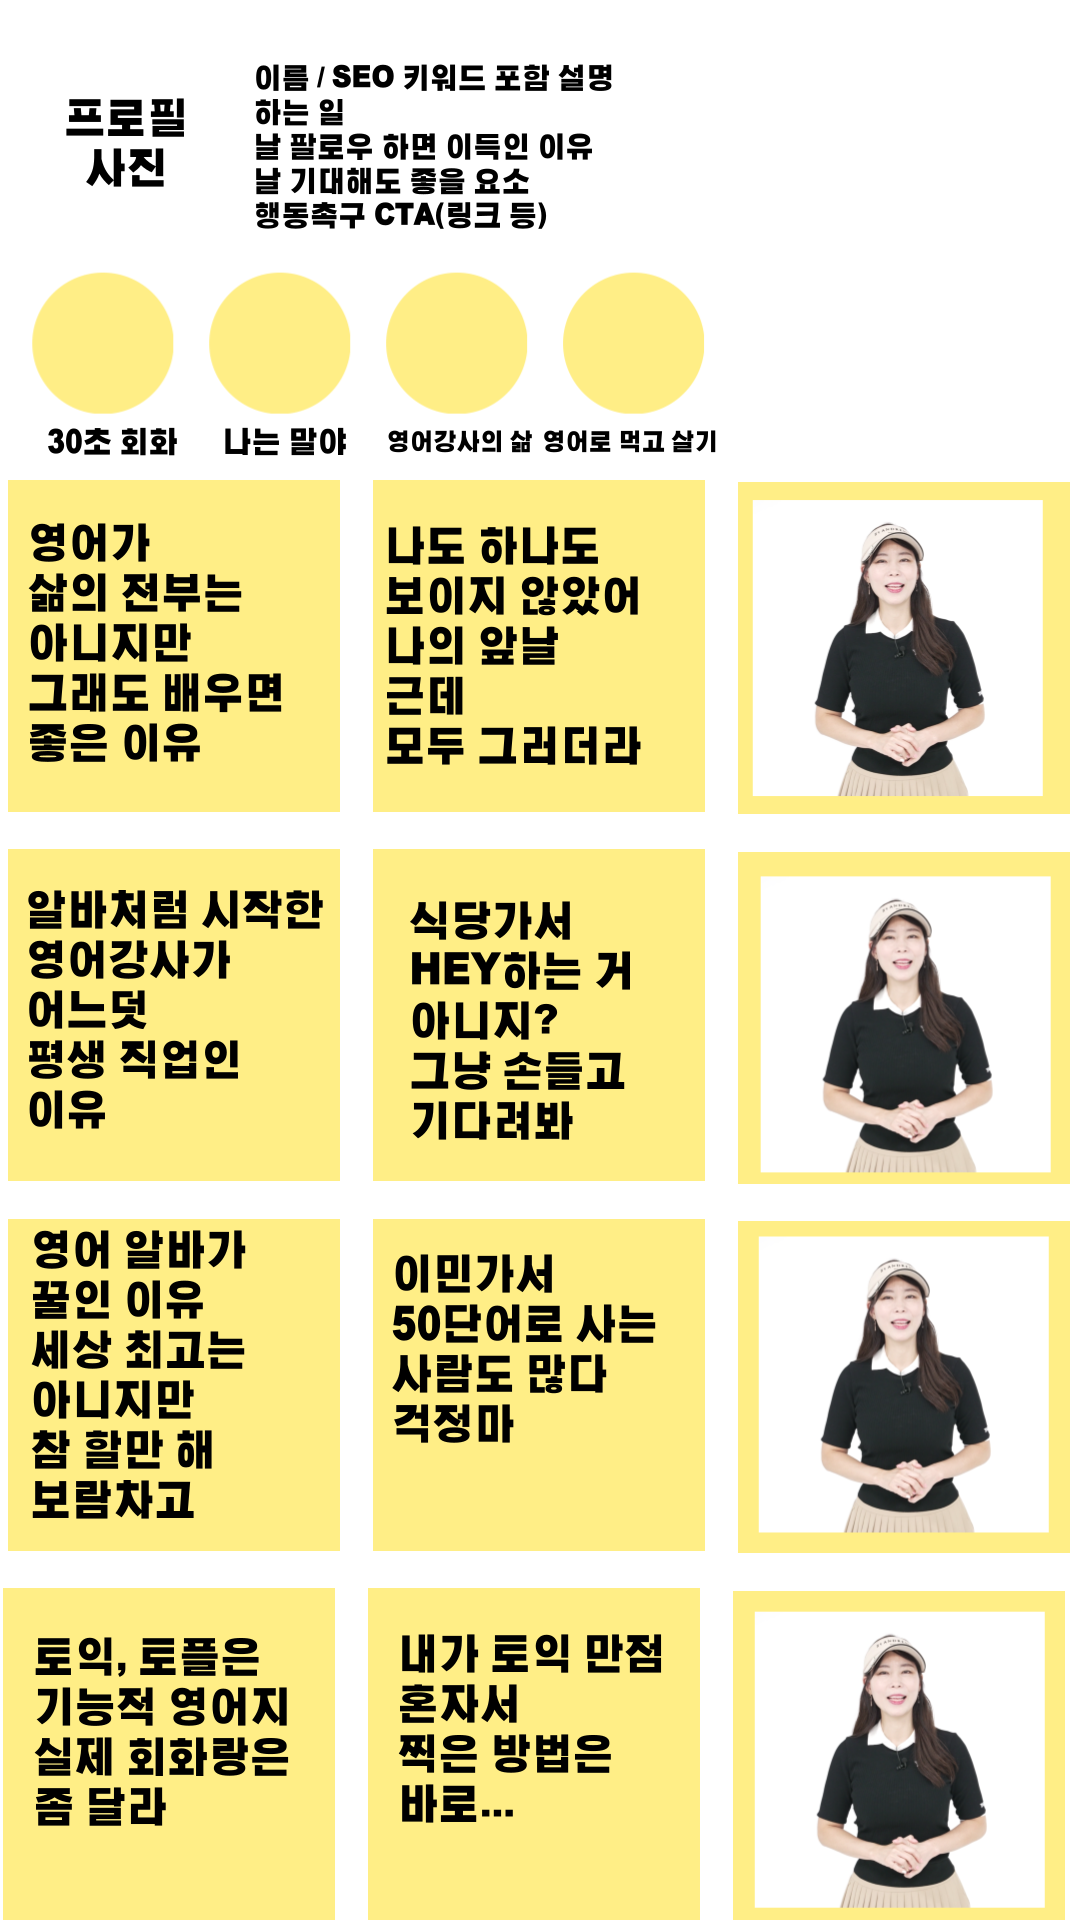 프로필
사진
이름 / SEO 키워드 포함 설명
하는 일
날 팔로우 하면 이득인 이유
날 기대해도 좋을 요소
행동촉구 CTA(링크 등)
30초 회화
나는 말야
영어강사의 삶
영어로 먹고 살기
영어가
삶의 전부는
아니지만
그래도 배우면
좋은 이유
나도 하나도
보이지 않았어
나의 앞날
근데
모두 그러더라
알바처럼 시작한
영어강사가
어느덧
평생 직업인
이유
식당가서
HEY하는 거
아니지?
그냥 손들고
기다려봐
영어 알바가
꿀인 이유
세상 최고는
아니지만
참 할만 해
보람차고
이민가서
50단어로 사는
사람도 많다
걱정마
토익, 토플은
기능적 영어지
실제 회화랑은
좀 달라
내가 토익 만점
혼자서
찍은 방법은
바로...